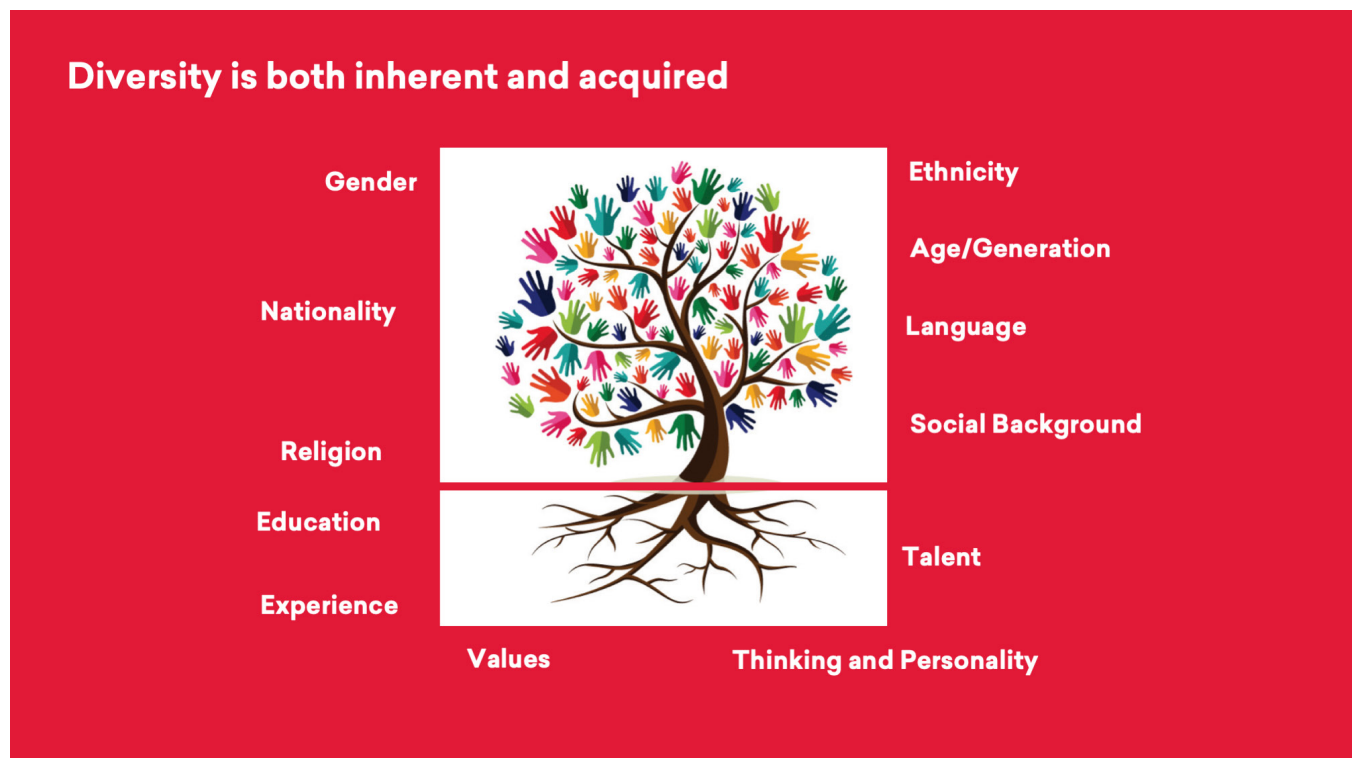 Diversity is both inherent and acquired
Gender
Ethnicity
Age/Generation
Nationality
Language
Social Background
Religion
Education
Talent
Experience
Values
Thinking and Personality